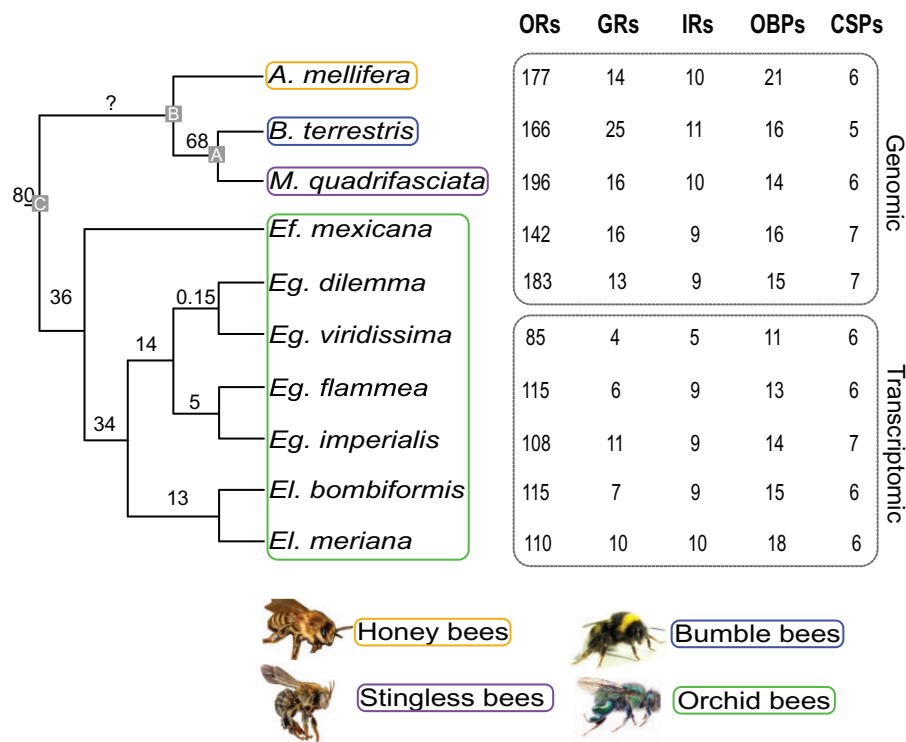 ORs GRs IRs OBPs CSPs
A. mellifera 177 14 10 21 6
?
B
B. terrestris 166 25 11 16 5
68
A
M. quadrifasciata 196 16 10 14 6
Genomic
80
C
Ef. mexicana 142 16 9 16 7
36
Eg. dilemma 183 13 9 15 7
0.15
Eg. viridissima 85 4 5 11 6
14
Eg. flammea 115 6 9 13 6
5
Eg. imperialis 108 11 9 14 7
Transcriptomic
34
El. bombiformis 115 7 9 15 6
13
El. meriana 110 10 10 18 6
Honey bees Bumble bees
Stingless bees Orchid bees